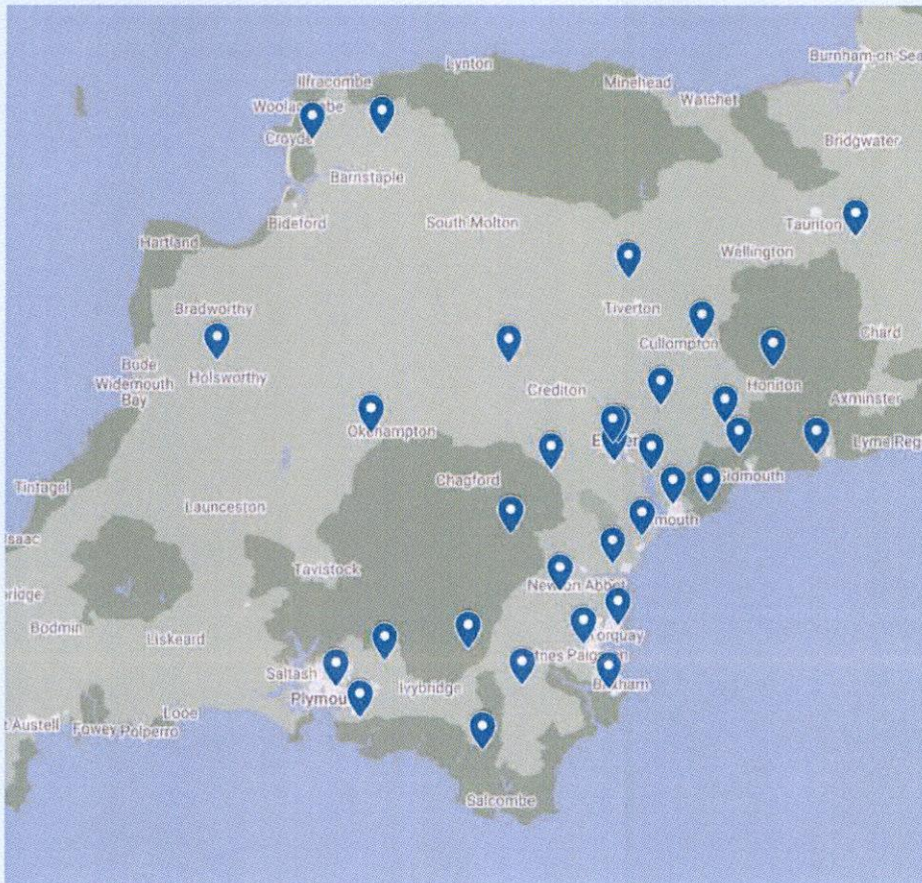 Burnham-on-Sea
Lynton
Ilfracombe
Minehead
Watchet
Bridgwater
Barnstaple
Bideford
South Molton
Taunton
Hartland
Wellington
Bradworthy
Tiverton
Cullompton
Chard
Bude
Holsworthy
Widemouth
Bay
Crediton
Honiton
Axminster
Okehampton
Lyme Reg
Chagford
Sidmouth
Tintagel
Launceston
Tavistock
Bodmin
Liskeard
Saltash
Ivybridge
Looe
Fowey
Polperro
t Austell
Salcombe